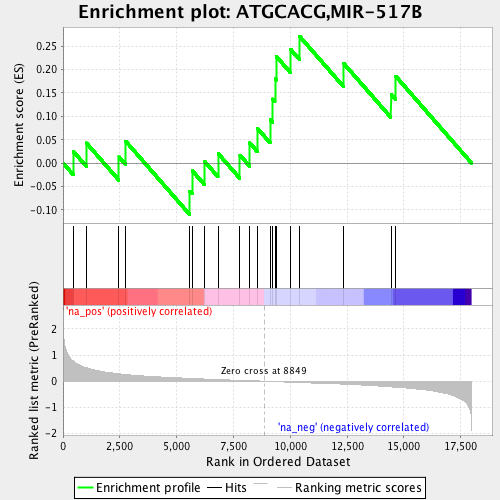 Enrichment plot: ATGCACG,MIR-517B
Enrichment score (ES)
0.25
0.20
0.15
0.10
0.05
0.00
-0.05
-0.10
'na_pos' (positively correlated)
Ranked list metric (PreRanked)
2
1
0
-1
-2
Zero cross at 8849
'na_neg' (negatively correlated)
0
2,500
5,000
7,500
10,000
12,500
15,000
17,500
Rank in Ordered Dataset
Enrichment profile
Hits
Ranking metric scores